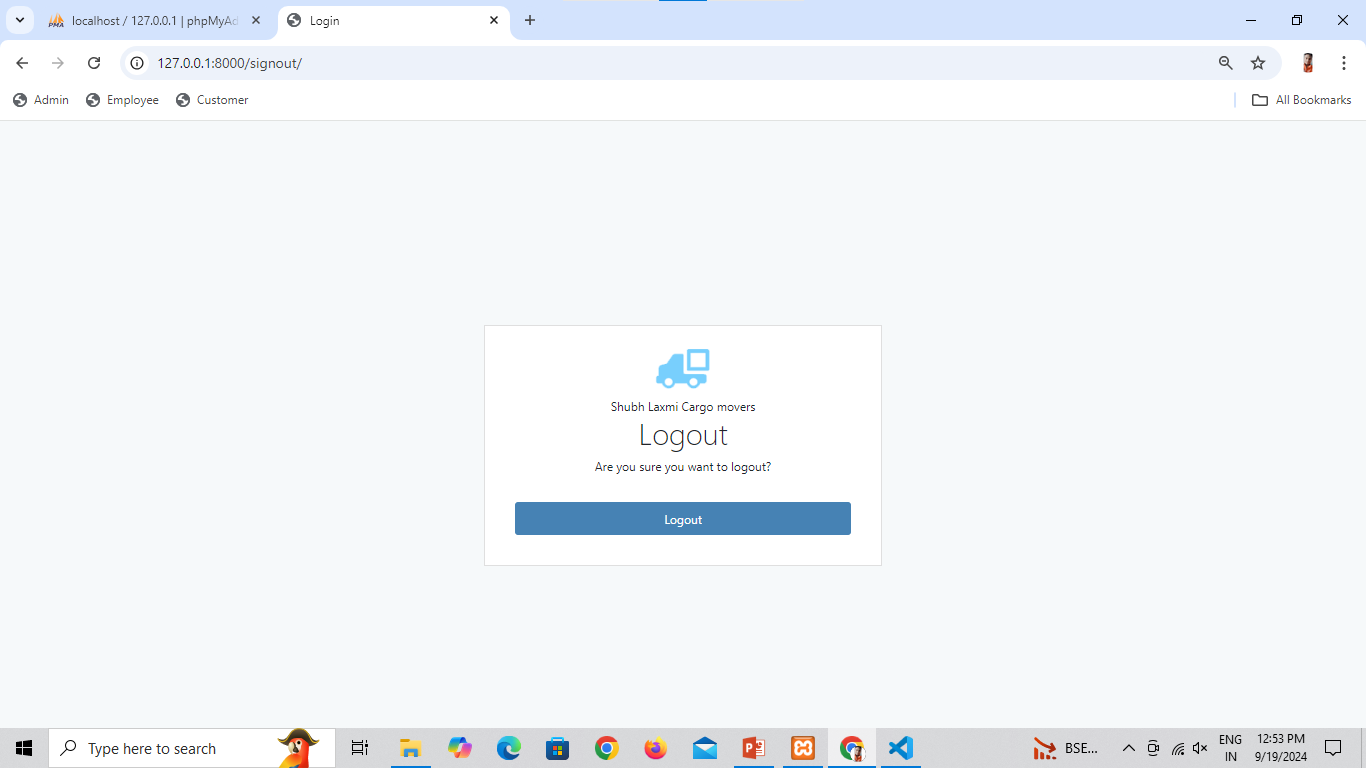 localhost / 127.0.0.1 | phpMyAd
Login
127.0.0.1:8000/signout/
Admin
Employee
Customer
All Bookmarks
Shubh Laxmi Cargo movers
Logout
Are you sure you want to logout?
Logout
Type here to search
BSE...
ENG
IN
12:53 PM
9/19/2024